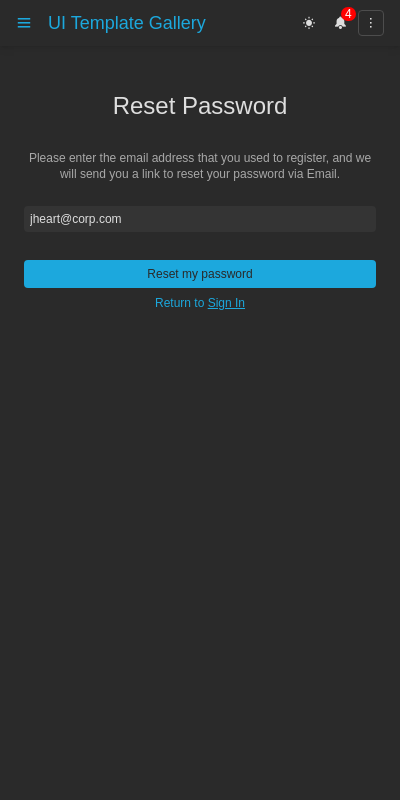 UI Template Gallery
4
Reset Password
Please enter the email address that you used to register, and we
will send you a link to reset your password via Email.
jheart@corp.com
Reset my password
Return to Sign In